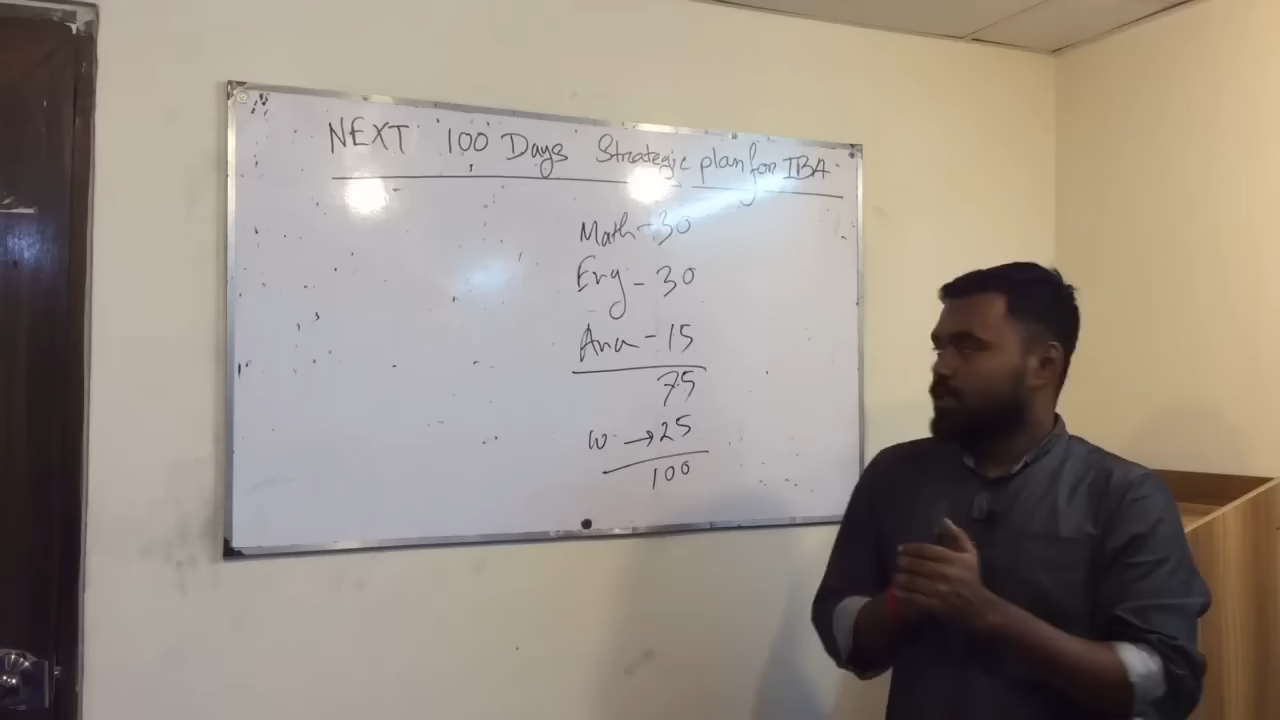 NEXT 100 Days Strategic plan for IBA
Math - 30
Eng - 30
Ana - 15
75
W → 25
100